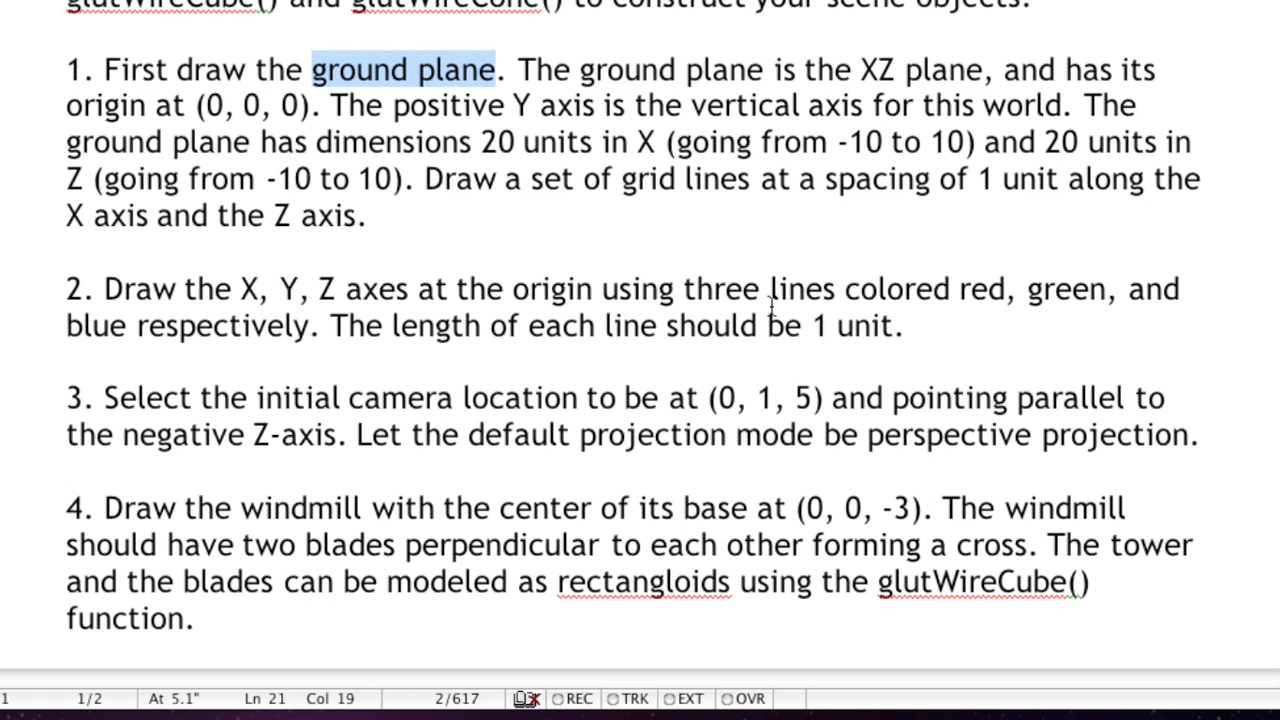 glutWireCube() and glutWireCone() to construct your scene objects.
1. First draw the ground plane. The ground plane is the XZ plane, and has its
origin at (0, 0, 0). The positive Y axis is the vertical axis for this world. The
ground plane has dimensions 20 units in X (going from -10 to 10) and 20 units in
Z (going from -10 to 10). Draw a set of grid lines at a spacing of 1 unit along the
X axis and the Z axis.
2. Draw the X, Y, Z axes at the origin using three lines colored red, green, and
blue respectively. The length of each line should be 1 unit.
3. Select the initial camera location to be at (0, 1, 5) and pointing parallel to
the negative Z-axis. Let the default projection mode be perspective projection.
4. Draw the windmill with the center of its base at (0, 0, -3). The windmill
should have two blades perpendicular to each other forming a cross. The tower
and the blades can be modeled as rectangloids using the glutWireCube()
function.
1 1/2 At 5.1" Ln 21 Col 19 2/617 REC TRK EXT OVR